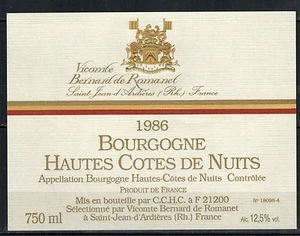 Vicomte
Bernard de Romanet
Saint-Jean-d'Ardières (Rh.) France
1986
BOURGOGNE
HAUTES COTES DE NUITS
Appellation Bourgogne Hautes-Côtes de Nuits Contrôlée
PRODUIT DE FRANCE
Mis en bouteille par C.C.H.C. à F 21200
N° 19098-4
Sélectionné par Vicomte Bernard de Romanet
750 ml
à Saint-Jean-d'Ardières (Rh.) France
Alc. 12,5% vol.